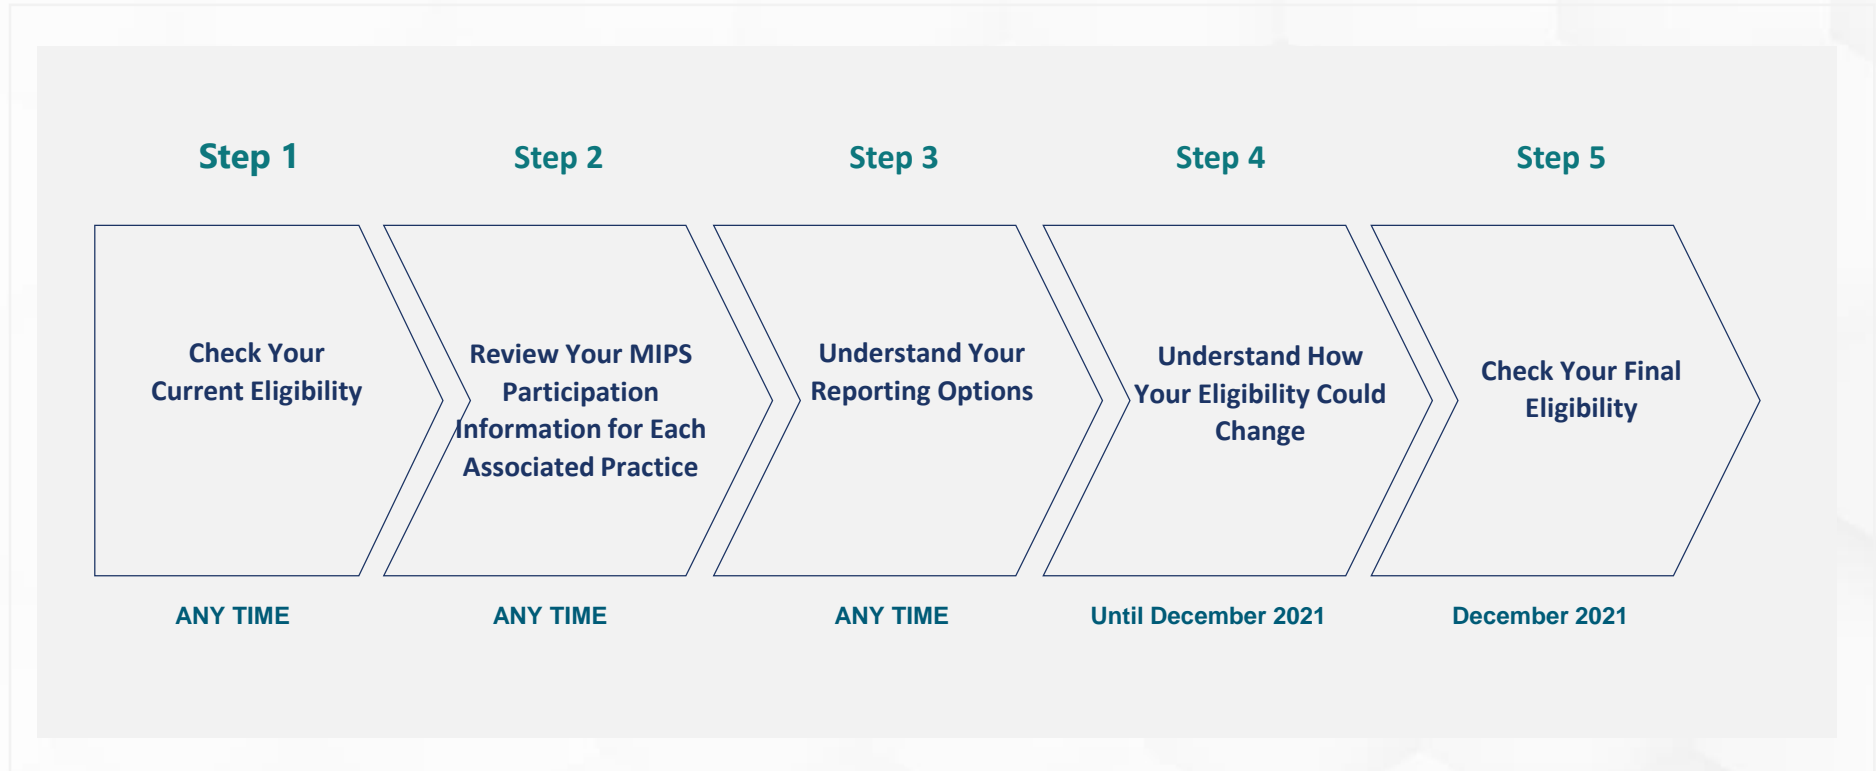 Step 1
Check Your
Current Eligibility
ANY TIME
Step 2
Review Your MIPS
Participation
Information for Each
Associated Practice
ANY TIME
Step 3
Understand Your
Reporting Options
ANY TIME
Step 4
Understand How
Your Eligibility Could
Change
Until December 2021
Step 5
Check Your Final
Eligibility
December 2021